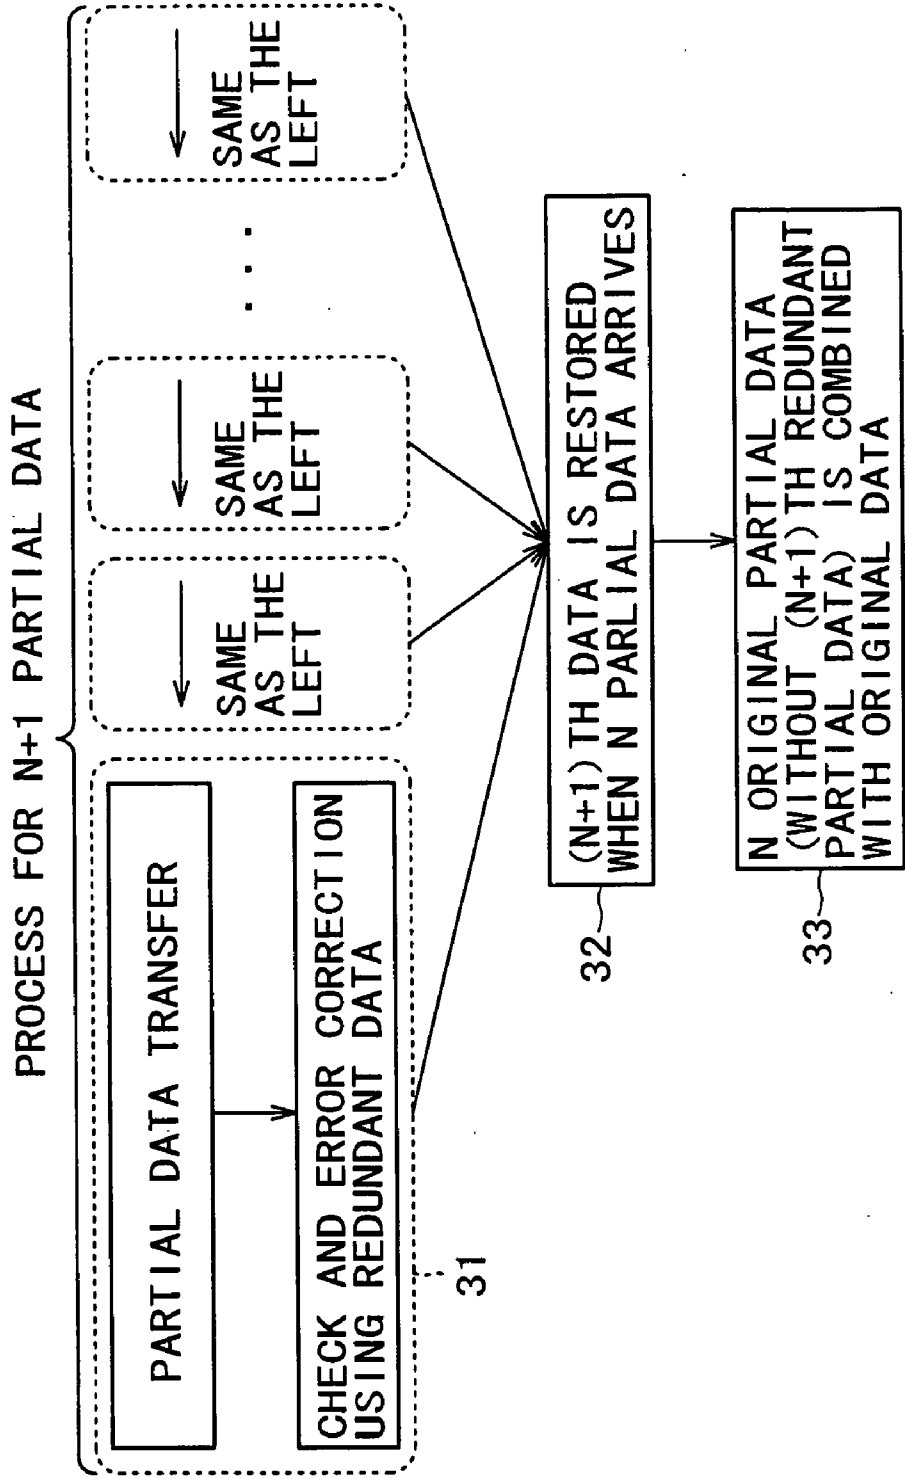 PROCESS FOR N+1 PARTIAL DATA
PARTIAL DATA TRANSFER
CHECK AND ERROR CORRECTION
USING REDUNDANT DATA
31
SAME
AS THE
LEFT
SAME
AS THE
LEFT
. . .
SAME
AS THE
LEFT
(N+1)TH DATA IS RESTORED
WHEN N PARLIAL DATA ARRIVES
32
N ORIGINAL PARTIAL DATA
(WITHOUT (N+1)TH REDUNDANT
PARTIAL DATA) IS COMBINED
WITH ORIGINAL DATA
33